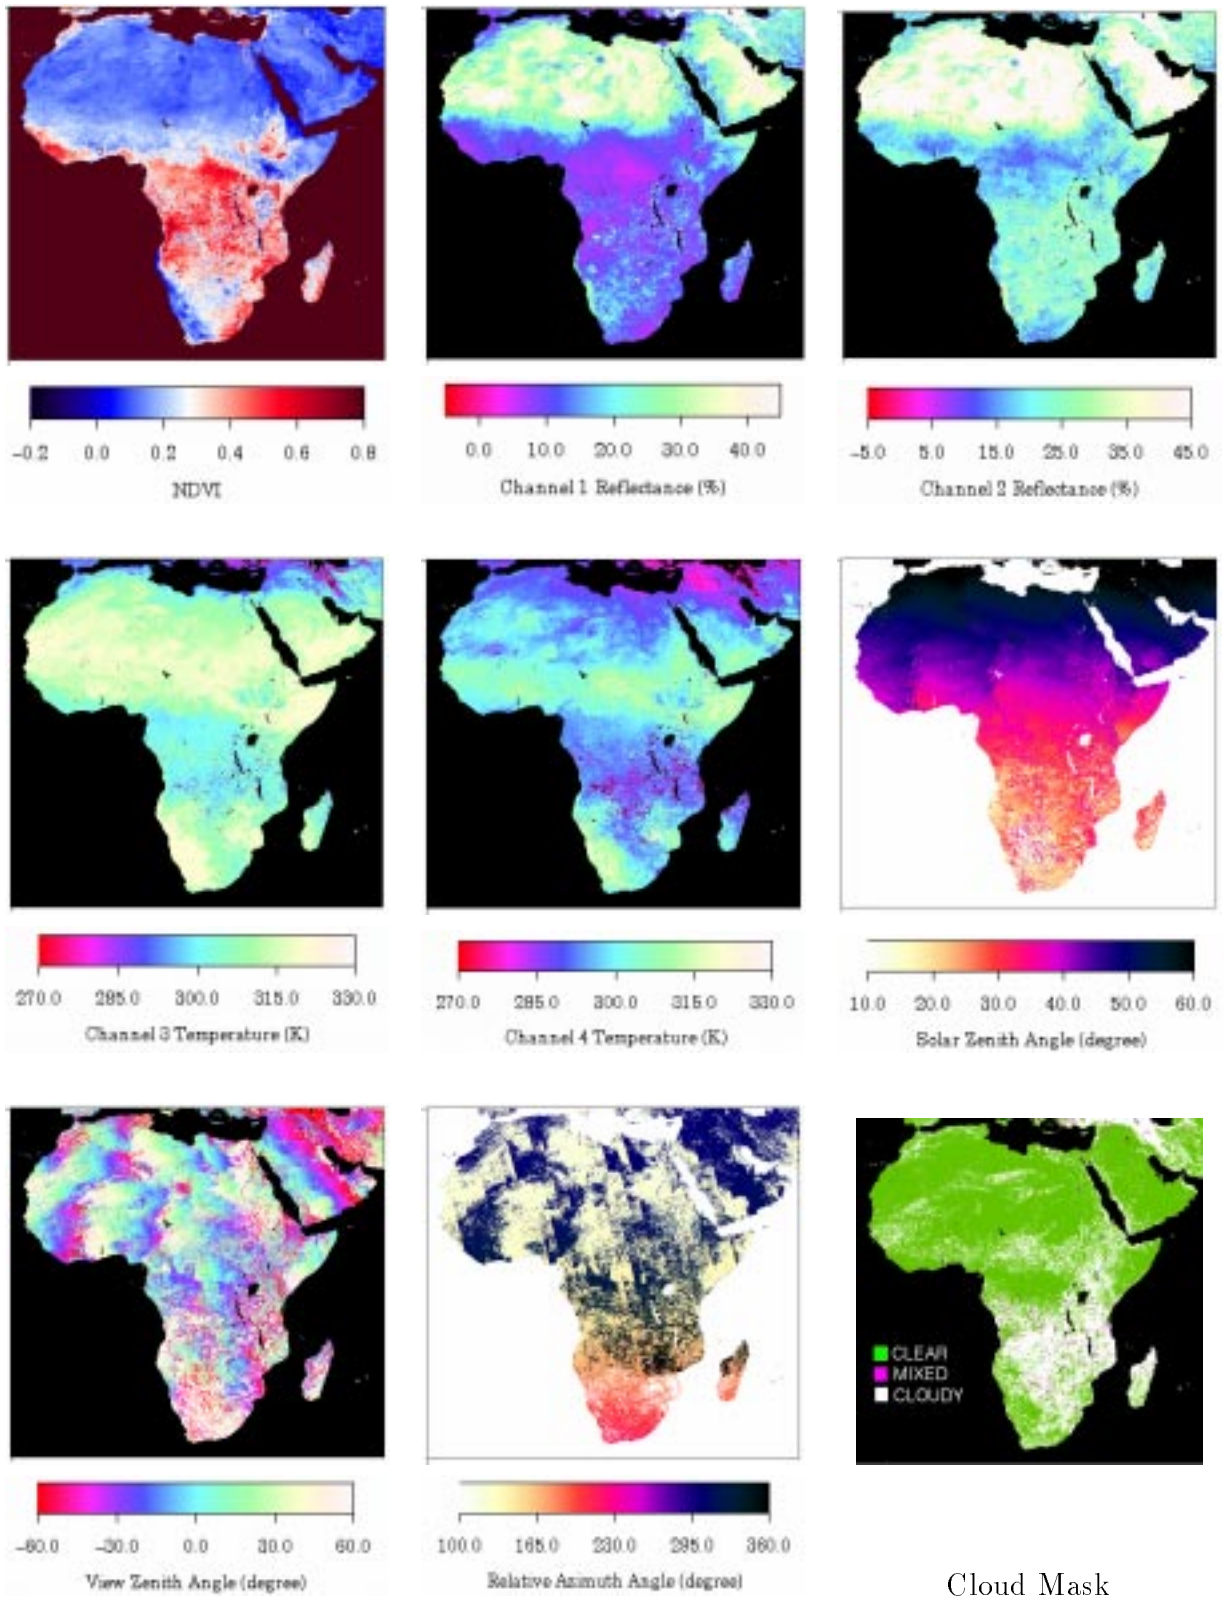 -0.2 0.0 0.2 0.4 0.6 0.8
NDVI
0.0 10.0 20.0 30.0 40.0
Channel 1 Reflectance (%)
-5.0 5.0 15.0 25.0 35.0 45.0
Channel 2 Reflectance (%)
270.0 285.0 300.0 315.0 330.0
Channel 3 Temperature (K)
270.0 285.0 300.0 315.0 330.0
Channel 4 Temperature (K)
10.0 20.0 30.0 40.0 50.0 60.0
Solar Zenith Angle (degree)
-60.0 -30.0 0.0 30.0 60.0
View Zenith Angle (degree)
100.0 165.0 230.0 295.0 360.0
Relative Azimuth Angle (degree)
CLEAR
MIXED
CLOUDY
Cloud Mask